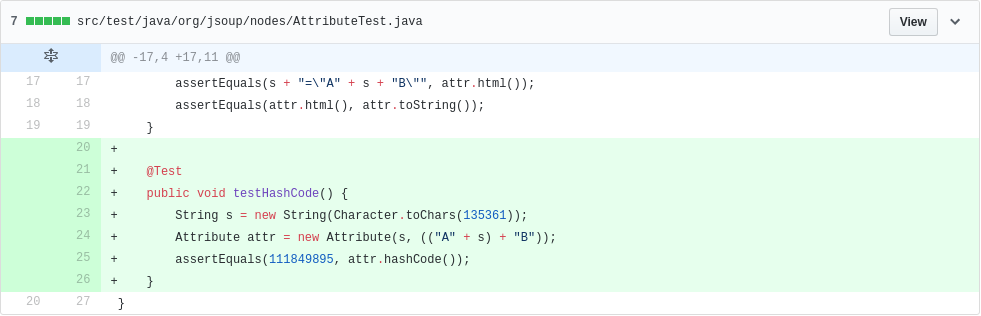 7 src/test/java/org/jsoup/nodes/AttributeTest.java View
@@ -17,4 +17,11 @@
17 17 assertEquals(s + "=\"A" + s + "B\"", attr.html());
18 18 assertEquals(attr.html(), attr.toString());
19 19 }
20 +
21 + @Test
22 + public void testHashCode() {
23 + String s = new String(Character.toChars(135361));
24 + Attribute attr = new Attribute(s, (("A" + s) + "B"));
25 + assertEquals(111849895, attr.hashCode());
26 + }
20 27 }